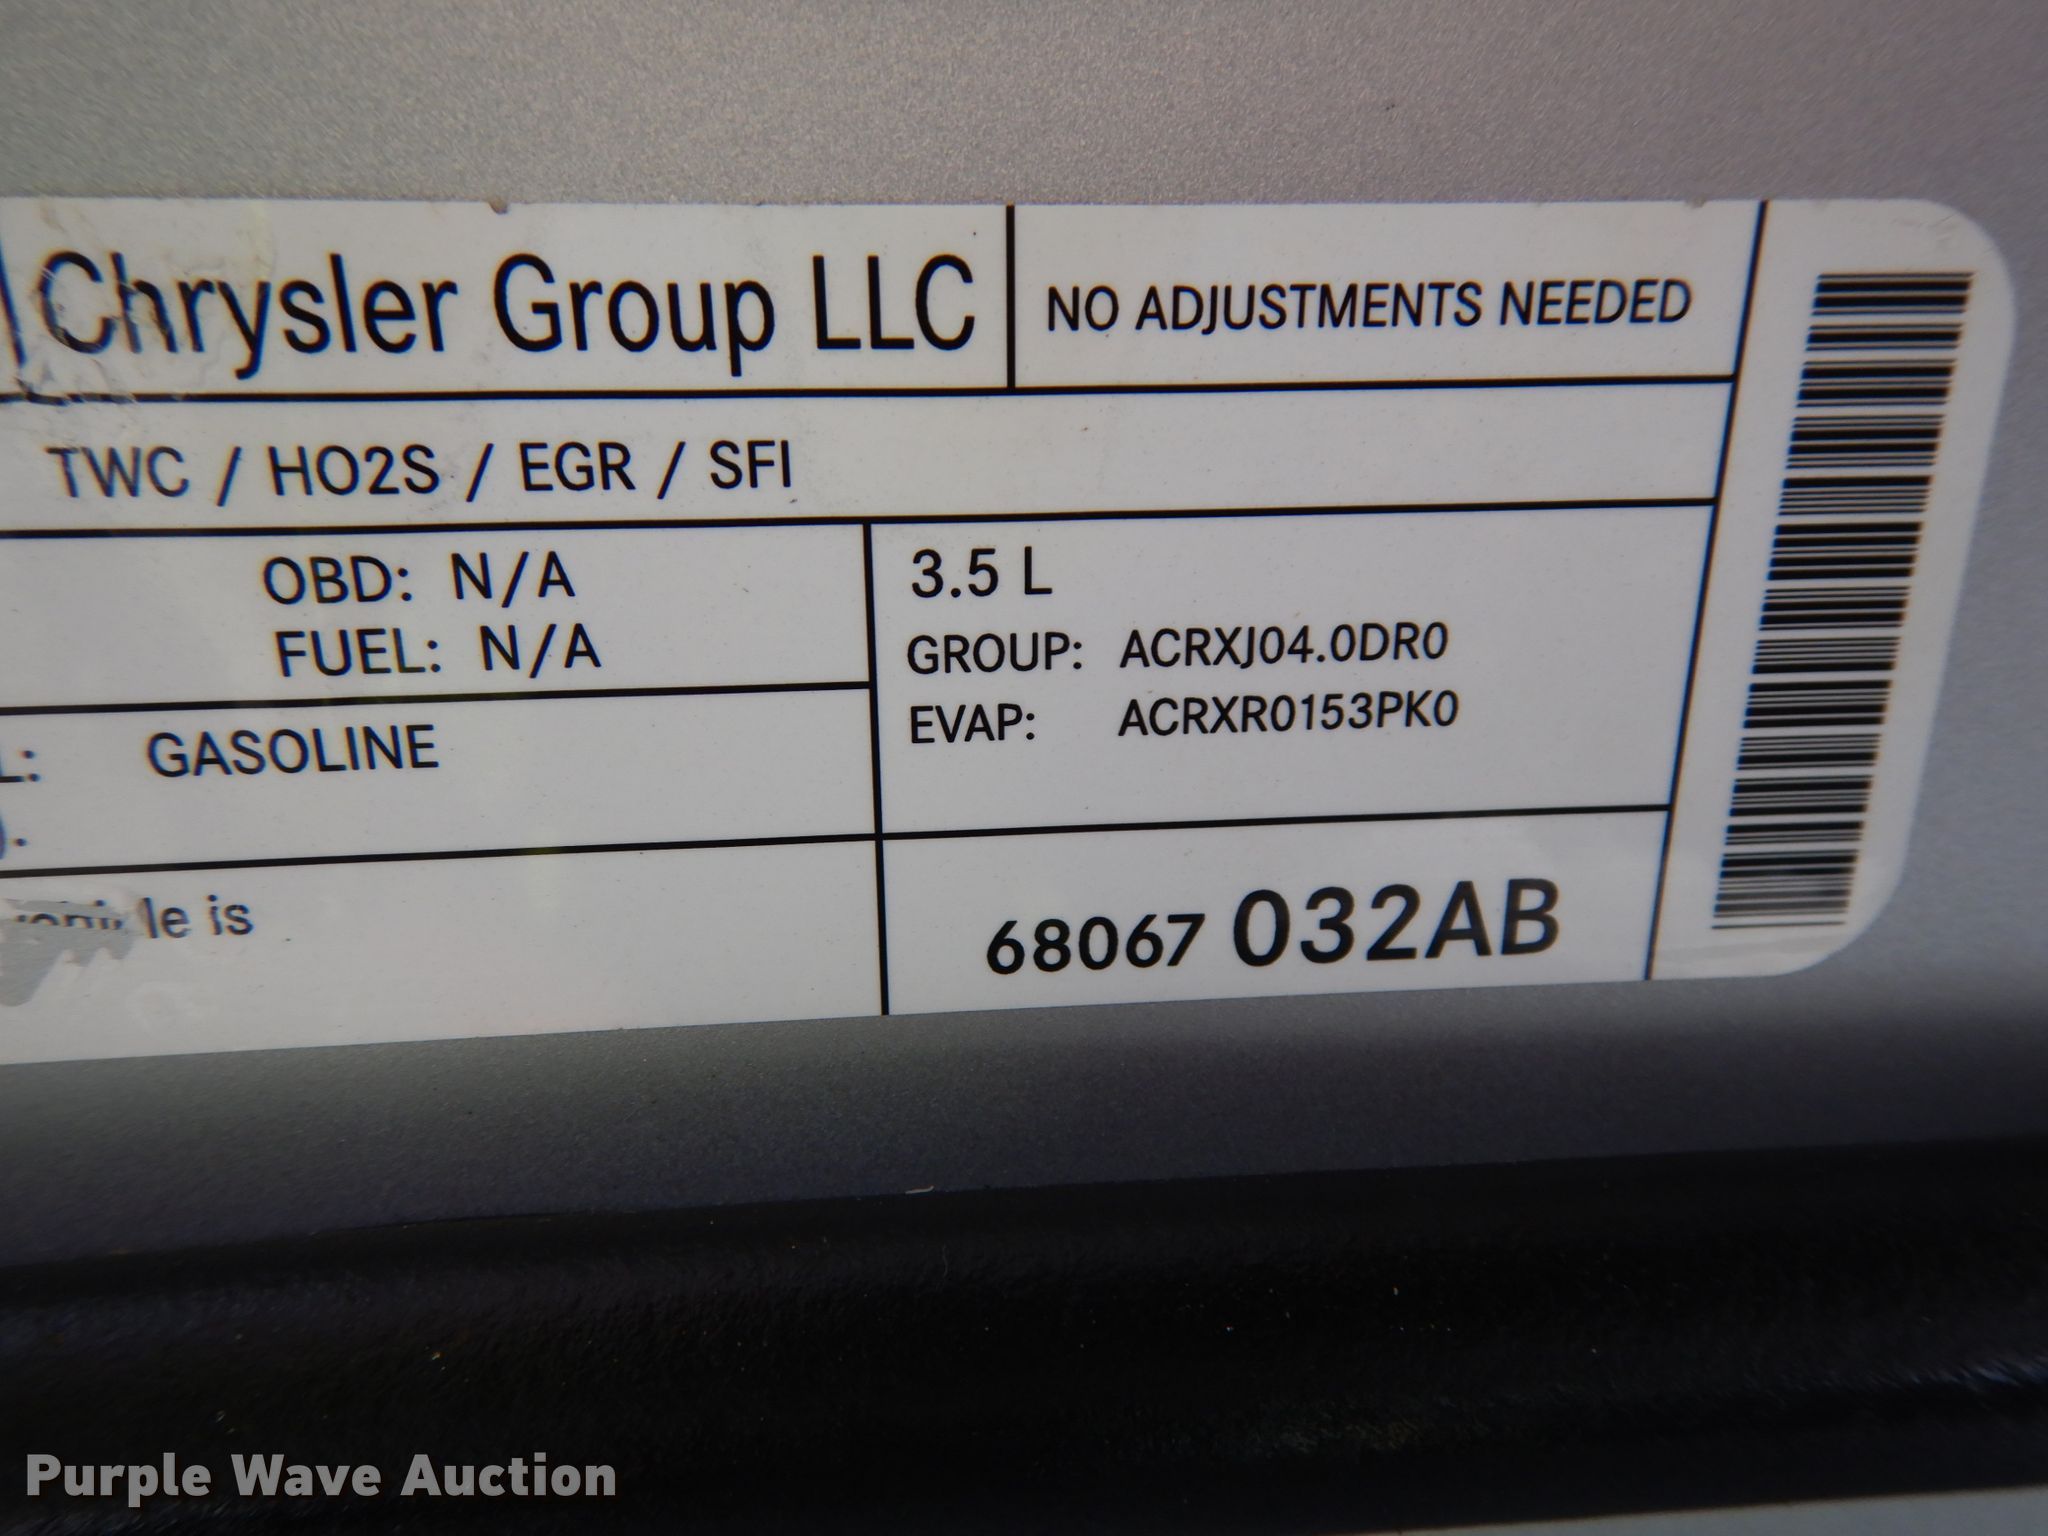 Chrysler Group LLC
NO ADJUSTMENTS NEEDED
TWC / HO2S / EGR / SFI
OBD: N/A
FUEL: N/A
3.5 L
GROUP: ACRXJ04.0DR0
EVAP: ACRXR0153PK0
L: GASOLINE
is
68067 032AB
Purple Wave Auction